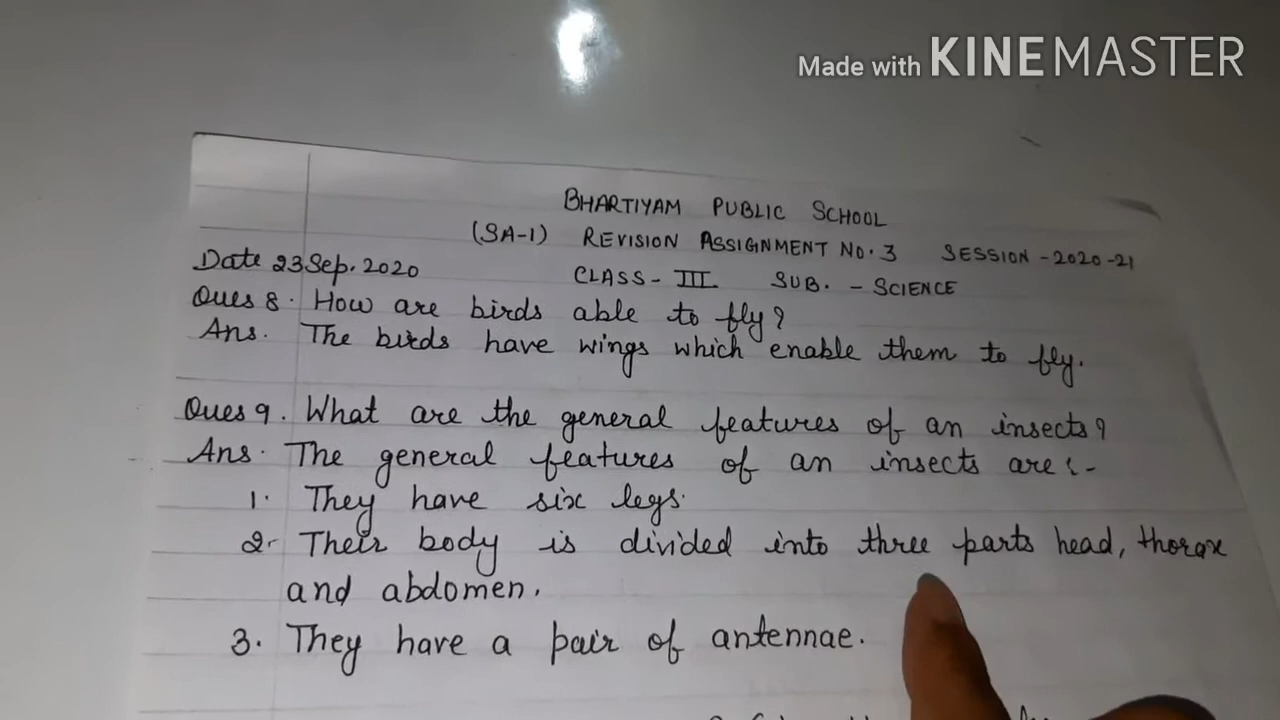 Made with KINEMASTER
BHARTIYAM PUBLIC SCHOOL
(SA-1) REVISION ASSIGNMENT NO. 3 SESSION - 2020-21
Date 23 Sep. 2020 CLASS - III SUB. - SCIENCE
Ques 8. How are birds able to fly?
Ans. The birds have wings which enable them to fly.
Ques 9. What are the general features of an insects?
Ans. The general features of an insects are :-
1. They have six legs.
2. Their body is divided into three parts head, thorax
and abdomen.
3. They have a pair of antennae.